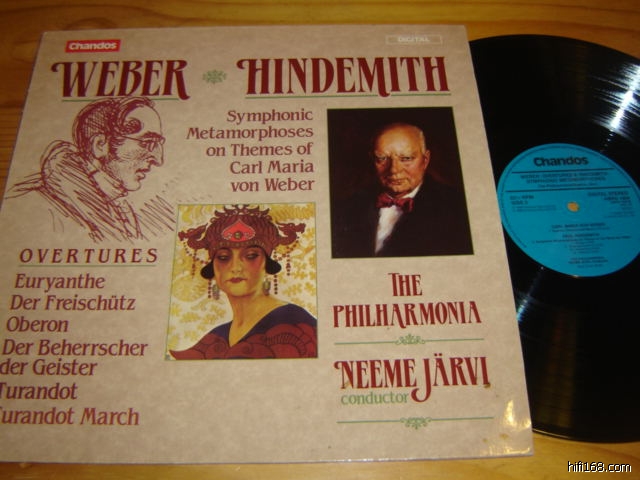 Chandos
DIGITAL
WEBER HINDEMITH
Symphonic
Metamorphoses
on Themes of
Carl Maria
von Weber
OVERTURES
Euryanthe
Der Freischütz
Oberon
Der Beherrscher
der Geister
Turandot
Turandot March
THE
PHILHARMONIA
NEEME JÄRVI
conductor
Chandos
hifi168.com